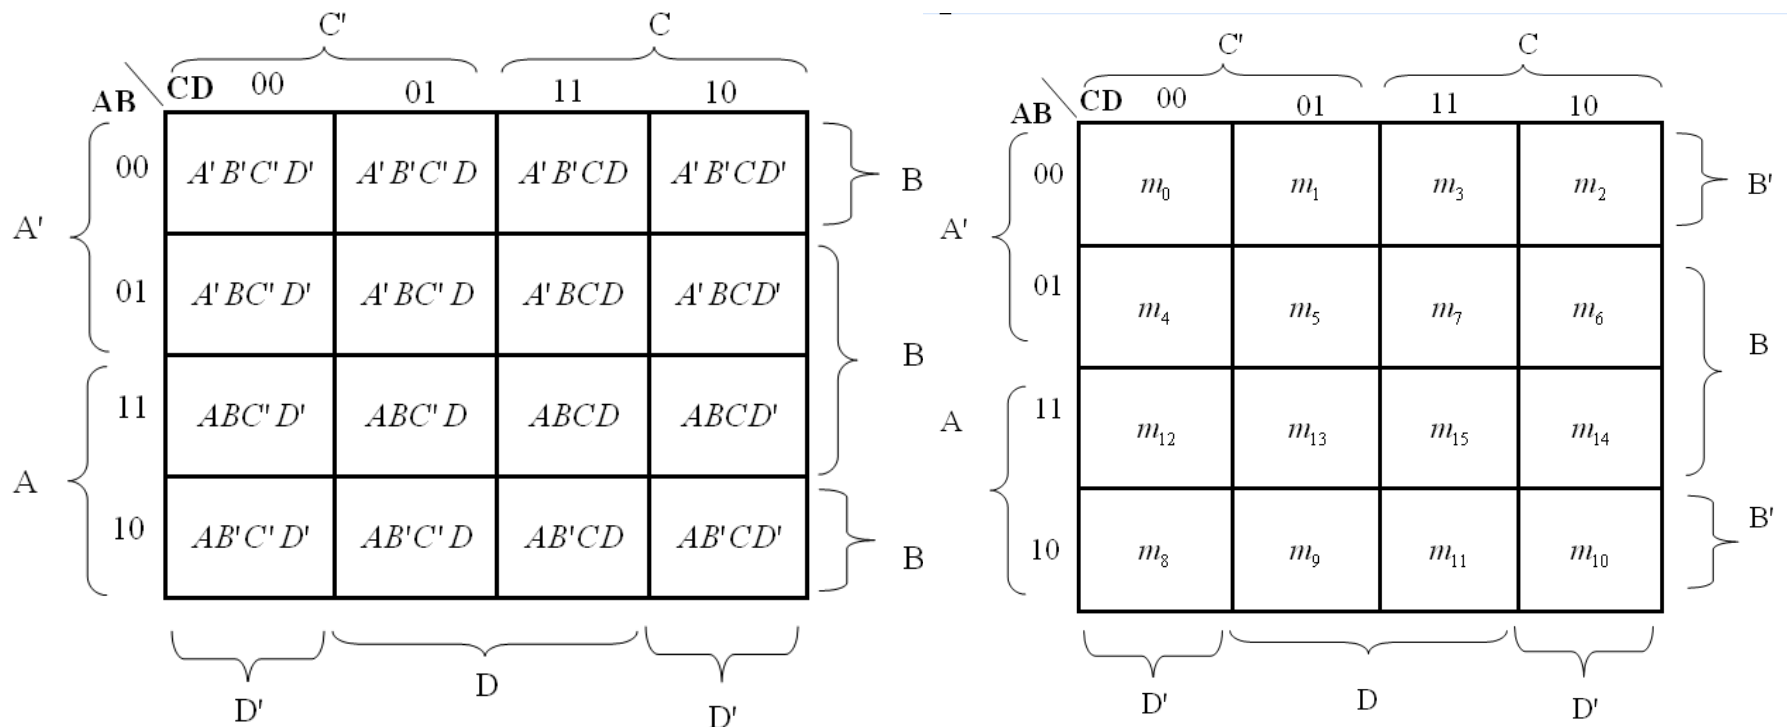 C' C
AB CD 00 01 11 10
00 A'B'C'D' A'B'C'D A'B'CD A'B'CD' B
A'
01 A'BC'D' A'BC'D A'BCD A'BCD'
B
11 ABC'D' ABC'D ABCD ABCD'
A
10 AB'C'D' AB'C'D AB'CD AB'CD' B
D' D D'
C' C
AB CD 00 01 11 10
00 m0 m1 m3 m2 B'
A'
01 m4 m5 m7 m6
B
11 m12 m13 m15 m14
A
10 m8 m9 m11 m10 B'
D' D D'